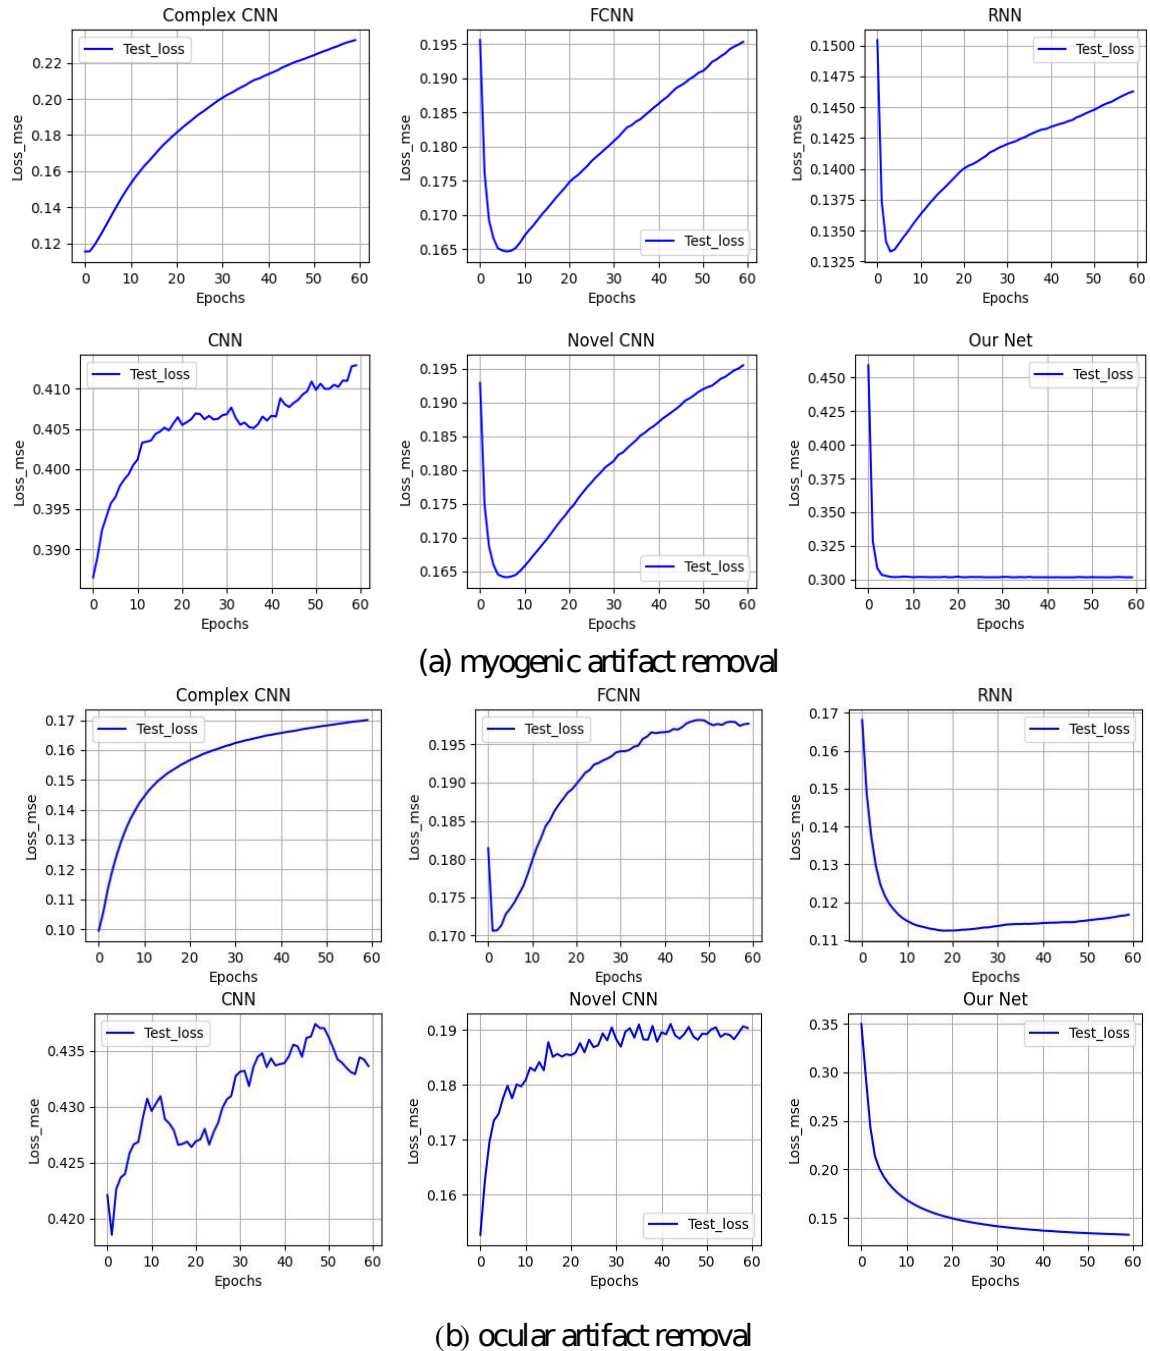 Complex CNN
FCNN
RNN
0.22
0.20
0.18
0.16
0.14
0.12
Loss_mse
Test_loss
0 10 20 30 40 50 60
Epochs
0.195
0.190
0.185
0.180
0.175
0.170
0.165
Loss_mse
Test_loss
0 10 20 30 40 50 60
Epochs
0.1500
0.1475
0.1450
0.1425
0.1400
0.1375
0.1350
0.1325
Loss_mse
Test_loss
0 10 20 30 40 50 60
Epochs
CNN
Novel CNN
Our Net
0.410
0.405
0.400
0.395
0.390
Loss_mse
Test_loss
0 10 20 30 40 50 60
Epochs
0.195
0.190
0.185
0.180
0.175
0.170
0.165
Loss_mse
Test_loss
0 10 20 30 40 50 60
Epochs
0.450
0.425
0.400
0.375
0.350
0.325
0.300
Loss_mse
Test_loss
0 10 20 30 40 50 60
Epochs
(a) myogenic artifact removal
Complex CNN
FCNN
RNN
0.17
0.16
0.15
0.14
0.13
0.12
0.11
0.10
Loss_mse
Test_loss
0 10 20 30 40 50 60
Epochs
0.195
0.190
0.185
0.180
0.175
0.170
Loss_mse
Test_loss
0 10 20 30 40 50 60
Epochs
0.17
0.16
0.15
0.14
0.13
0.12
0.11
Loss_mse
Test_loss
0 10 20 30 40 50 60
Epochs
CNN
Novel CNN
Our Net
0.435
0.430
0.425
0.420
Loss_mse
Test_loss
0 10 20 30 40 50 60
Epochs
0.19
0.18
0.17
0.16
Loss_mse
Test_loss
0 10 20 30 40 50 60
Epochs
0.35
0.30
0.25
0.20
0.15
Loss_mse
Test_loss
0 10 20 30 40 50 60
Epochs
(b) ocular artifact removal